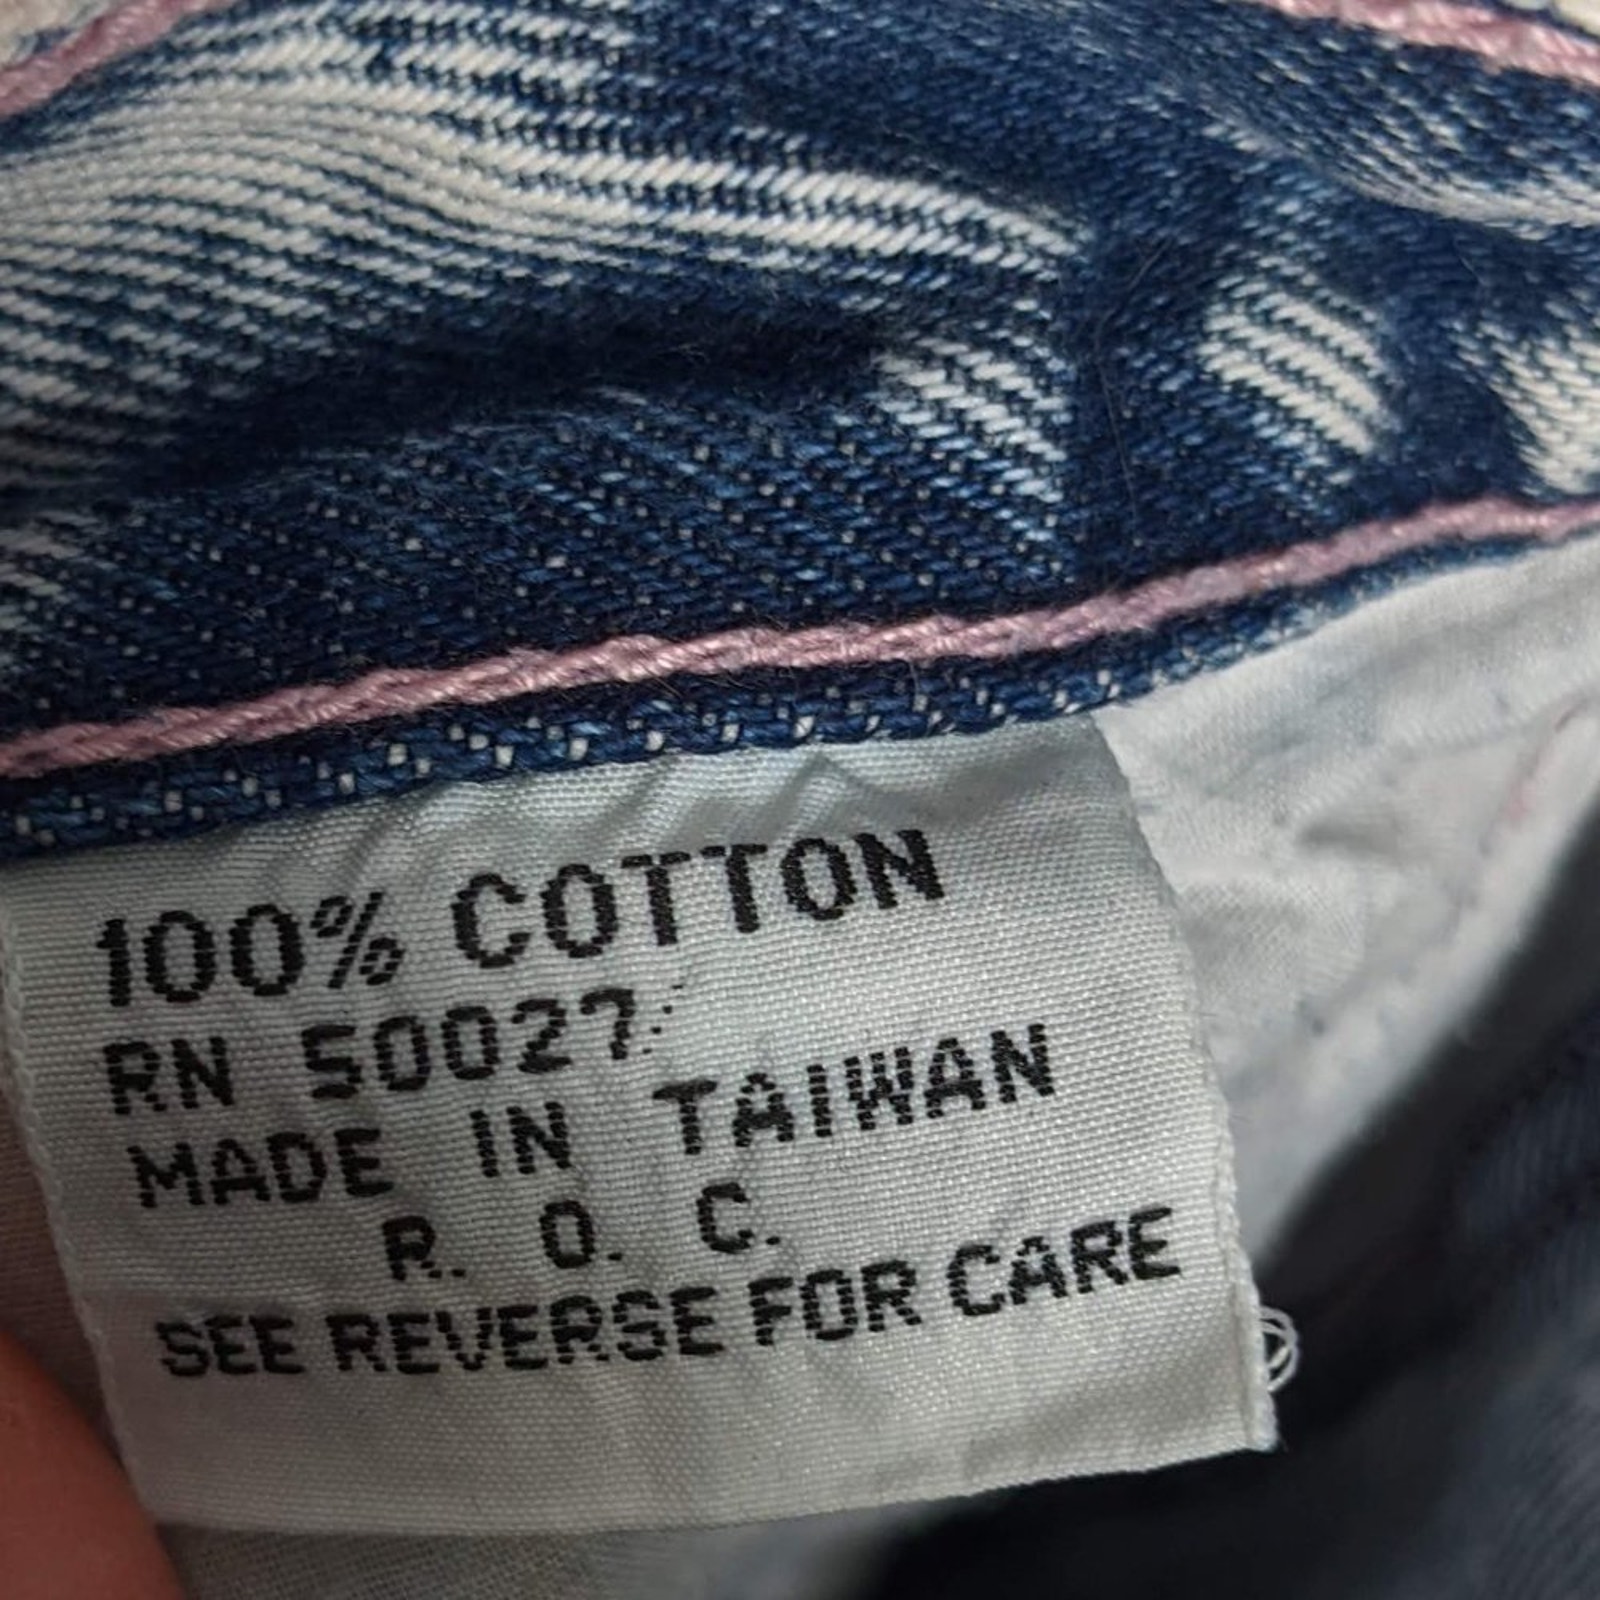 100% COTTON
RN 50027
MADE IN TAIWAN
R. O. C.
SEE REVERSE FOR CARE